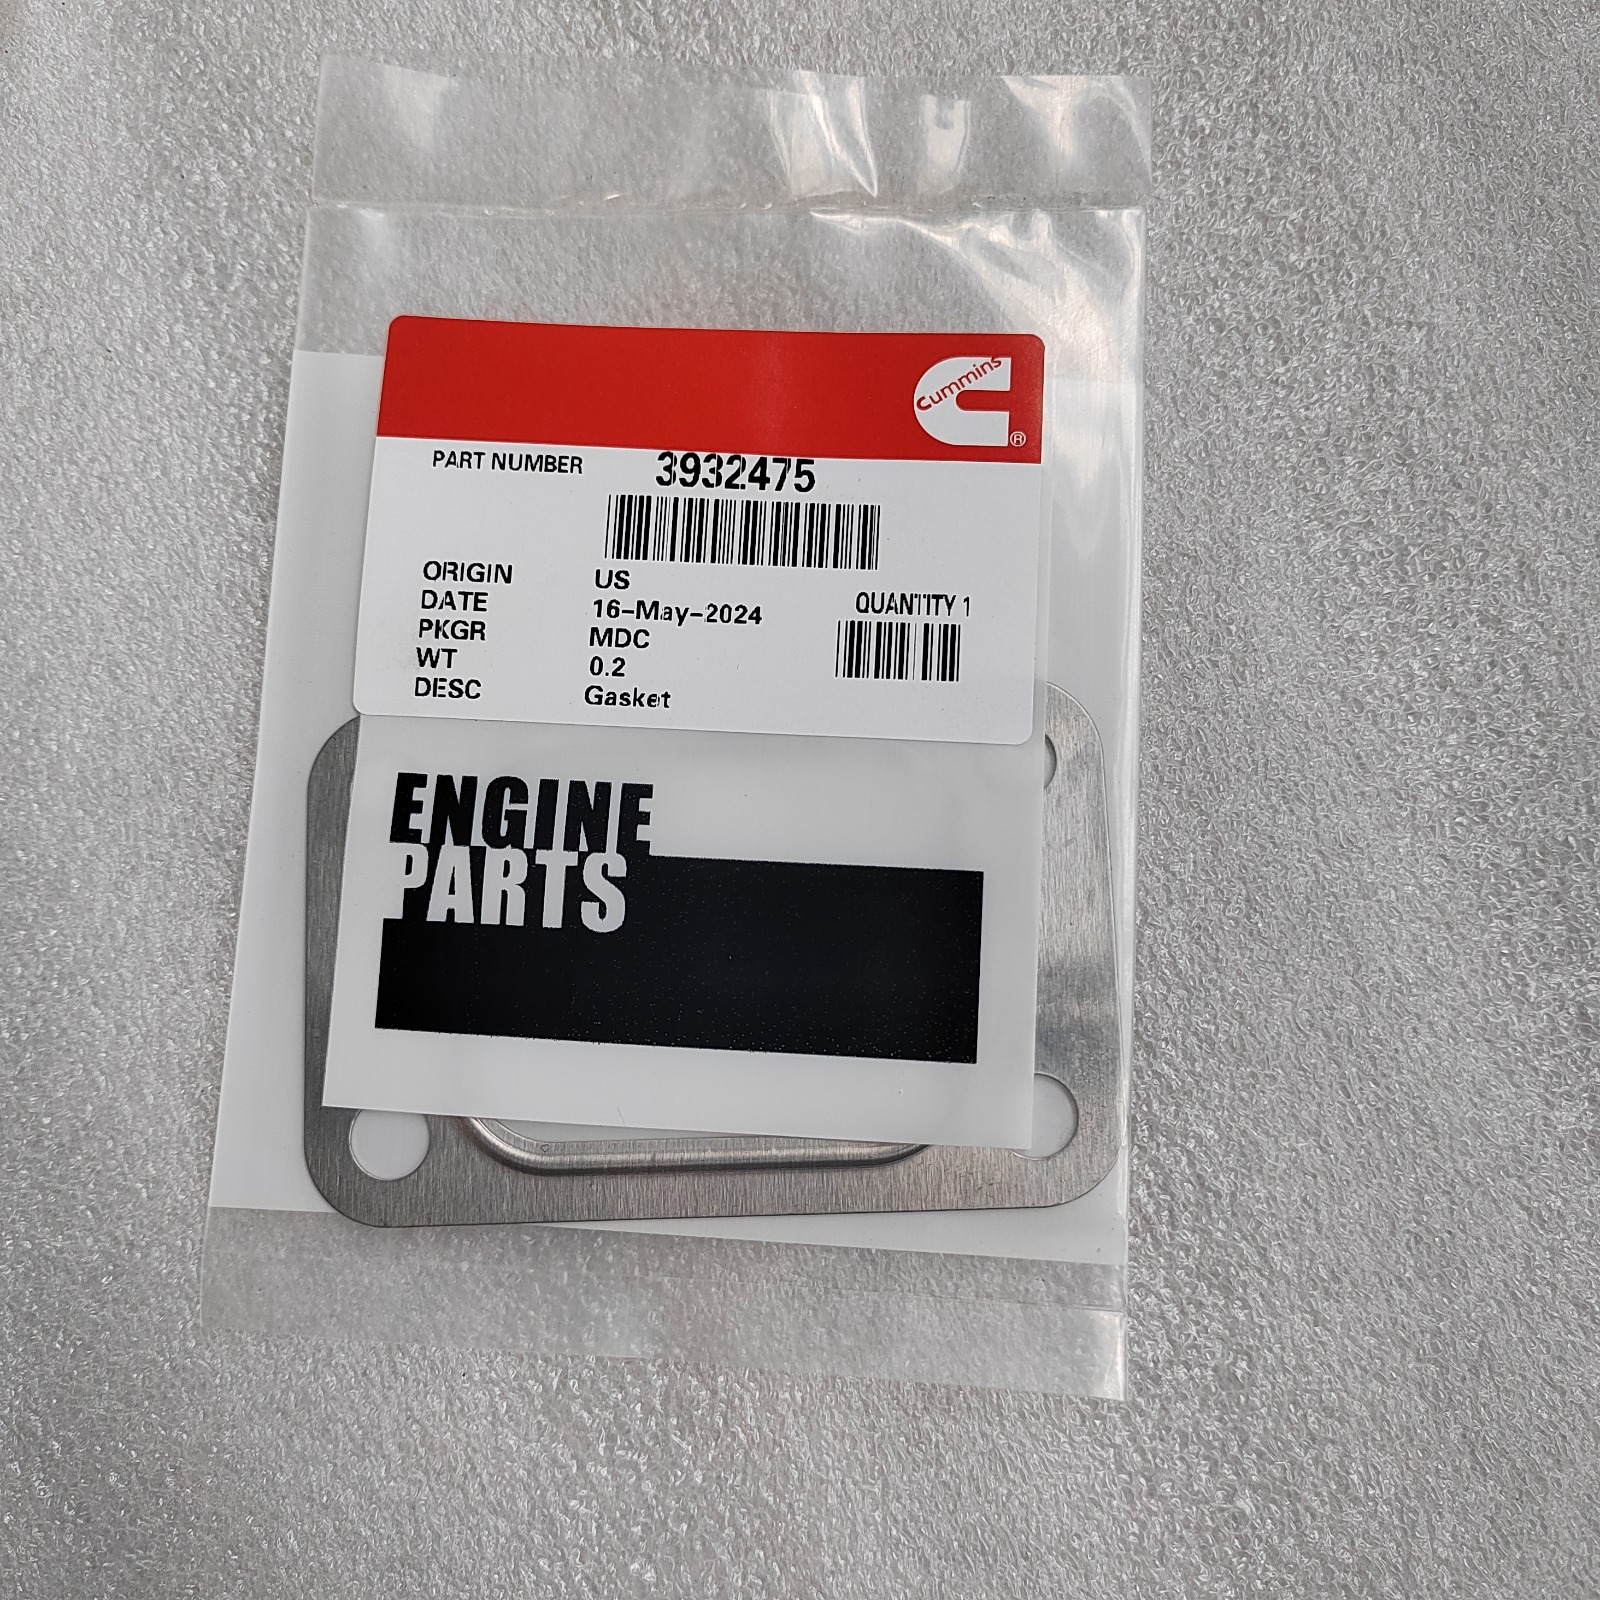 Cummins
®
PART NUMBER 3932475
ORIGIN US
DATE 16-May-2024
QUANTITY 1
PKGR MDC
WT 0.2
DESC Gasket
ENGINE
PARTS